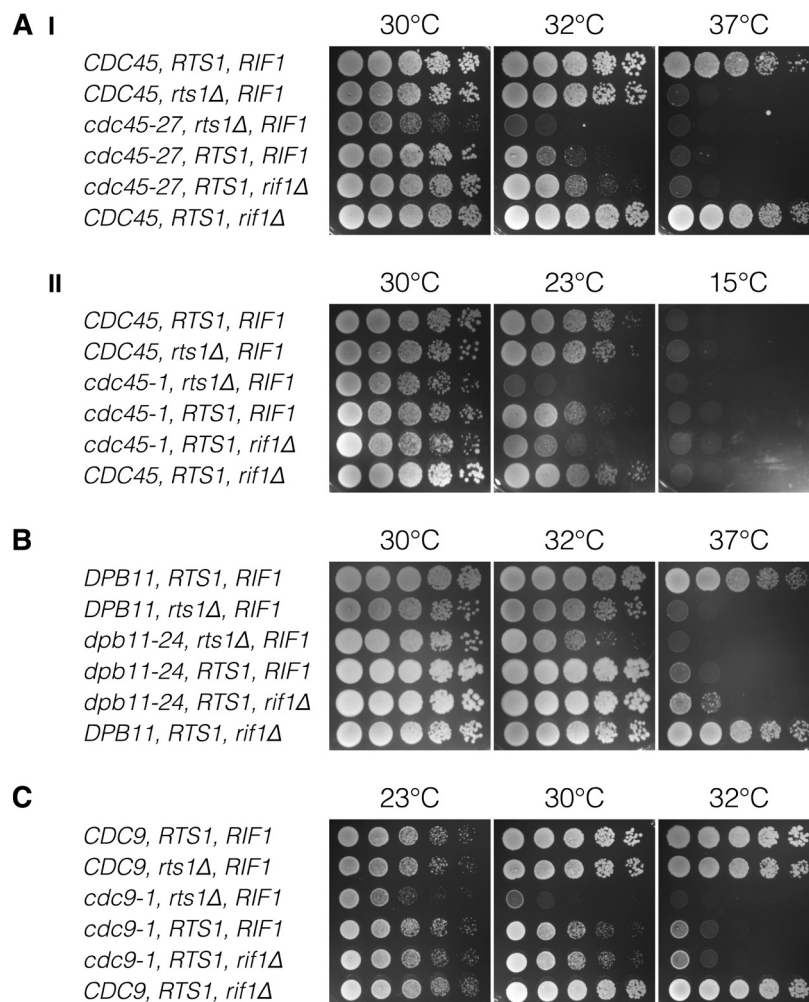 A I
30°C 32°C 37°C
CDC45, RTS1, RIF1
CDC45, rts1Δ, RIF1
cdc45-27, rts1Δ, RIF1
cdc45-27, RTS1, RIF1
cdc45-27, RTS1, rif1Δ
CDC45, RTS1, rif1Δ
II
30°C 23°C 15°C
CDC45, RTS1, RIF1
CDC45, rts1Δ, RIF1
cdc45-1, rts1Δ, RIF1
cdc45-1, RTS1, RIF1
cdc45-1, RTS1, rif1Δ
CDC45, RTS1, rif1Δ
B
30°C 32°C 37°C
DPB11, RTS1, RIF1
DPB11, rts1Δ, RIF1
dpb11-24, rts1Δ, RIF1
dpb11-24, RTS1, RIF1
dpb11-24, RTS1, rif1Δ
DPB11, RTS1, rif1Δ
C
23°C 30°C 32°C
CDC9, RTS1, RIF1
CDC9, rts1Δ, RIF1
cdc9-1, rts1Δ, RIF1
cdc9-1, RTS1, RIF1
cdc9-1, RTS1, rif1Δ
CDC9, RTS1, rif1Δ